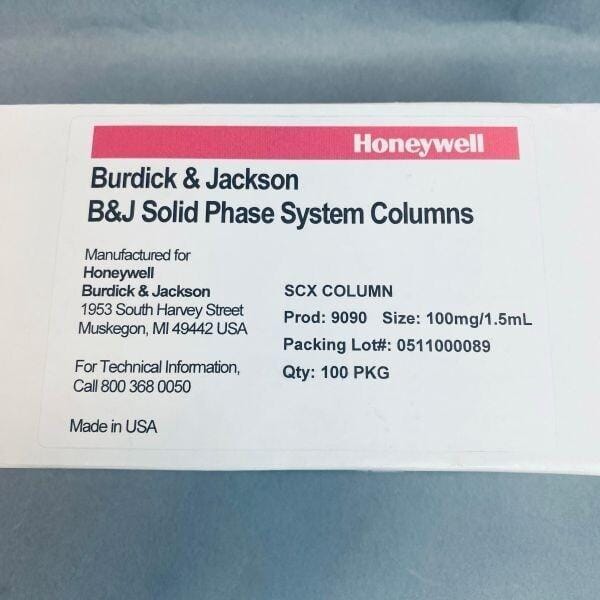 Honeywell
Burdick & Jackson
B&J Solid Phase System Columns
Manufactured for
Honeywell
Burdick & Jackson
1953 South Harvey Street
Muskegon, MI 49442 USA
For Technical Information,
Call 800 368 0050
Made in USA
SCX COLUMN
Prod: 9090 Size: 100mg/1.5mL
Packing Lot#: 0511000089
Qty: 100 PKG